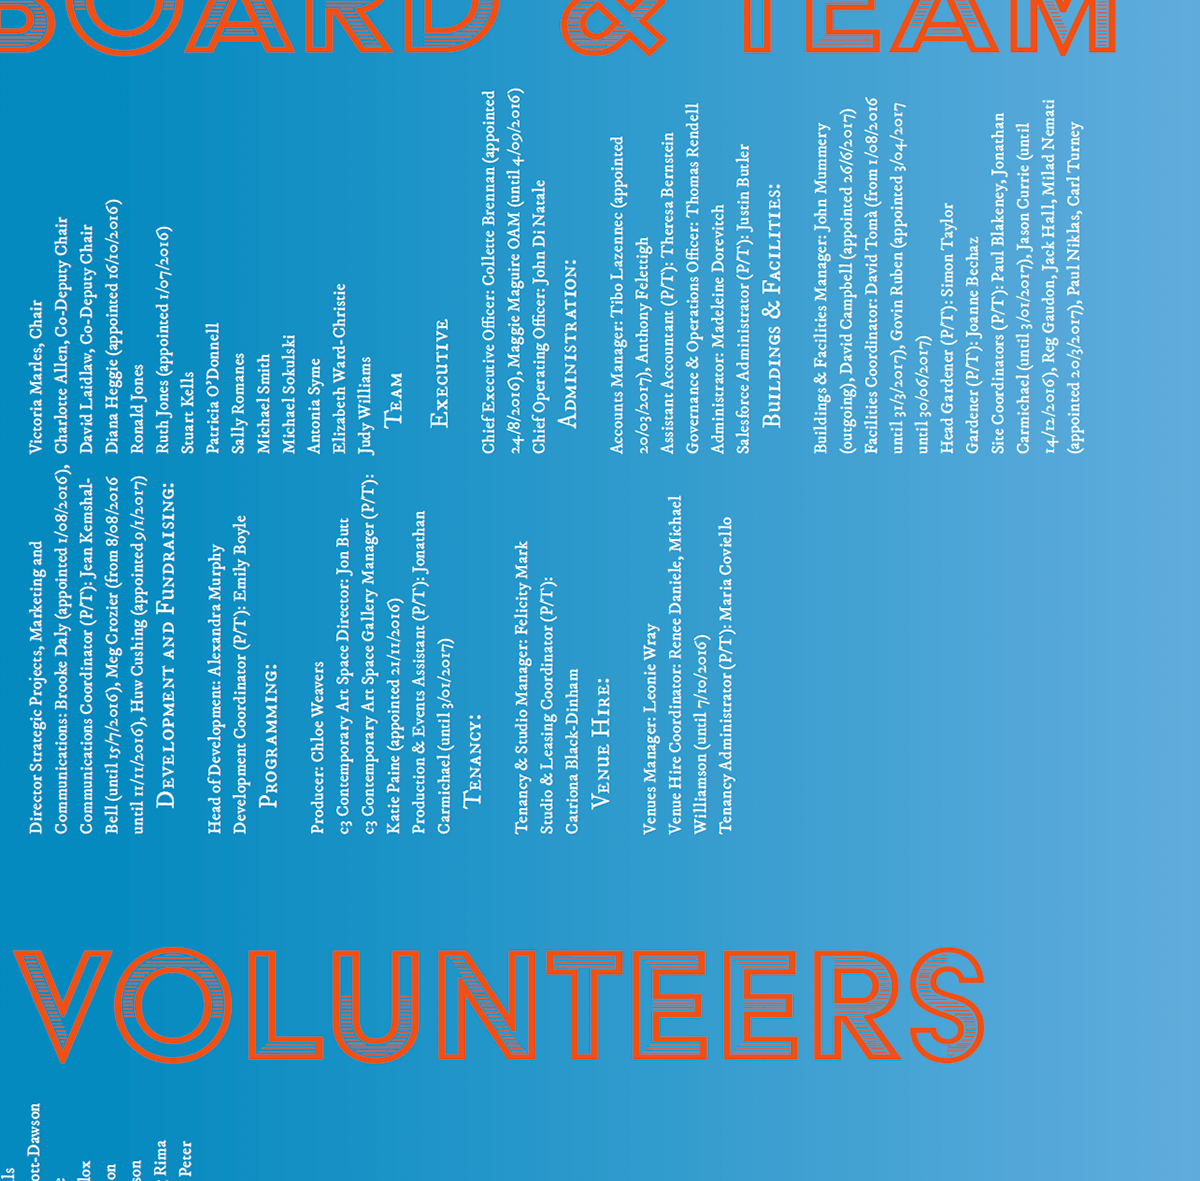 BOARD & TEAM
Victoria Marles, Chair
Charlotte Allen, Co-Deputy Chair
David Laidlaw, Co-Deputy Chair
Diana Heggie (appointed 16/10/2016)
Ronald Jones
Ruth Jones (appointed 1/07/2016)
Stuart Kells
Patricia O'Donnell
Sally Romanes
Michael Smith
Michael Sokulski
Anonia Syme
Elizabeth Ward-Christie
Judy Williams
Team
Executive
Chief Executive Officer: Collette Brennan (appointed
24/8/2016), Maggie Maguire OAM (until 4/09/2016)
Chief Operating Officer: John Di Natale
Administration:
Accounts Manager: Tibo Lazennec (appointed
20/03/2017), Anthony Felettigh
Assistant Accountant (P/T): Theresa Bernstein
Governance & Operations Officer: Thomas Rendell
Administrator: Madeleine Dorevitch
Salesforce Administrator (P/T): Justin Butler
Buildings & Facilities:
Buildings & Facilities Manager: John Mummery
(outgoing), David Campbell (appointed 26/6/2017)
Facilities Coordinator: David Tomà (from 1/08/2016
until 31/3/2017), Govin Ruben (appointed 3/04/2017
until 30/06/2017)
Head Gardener (P/T): Simon Taylor
Gardener (P/T): Joanne Bechaz
Site Coordinators (P/T): Paul Blakeney, Jonathan
Carmichael (until 3/01/2017), Jason Currie (until
14/12/2016), Reg Gaudon, Jack Hall, Milad Nemati
(appointed 20/3/2017), Paul Niklas, Carl Turney
Director Strategic Projects, Marketing and
Communications: Brooke Daly (appointed 1/08/2016),
Communications Coordinator (P/T): Jean Kemshal-
Bell (until 15/7/2016), Meg Crozier (from 8/08/2016
until 11/11/2016), Huw Cushing (appointed 9/1/2017)
Development and Fundraising:
Head of Development: Alexandra Murphy
Development Coordinator (P/T): Emily Boyle
Programming:
Producer: Chloe Weavers
c3 Contemporary Art Space Director: Jon Butt
c3 Contemporary Art Space Gallery Manager (P/T):
Katie Paine (appointed 21/11/2016)
Production & Events Assistant (P/T): Jonathan
Carmichael (until 3/01/2017)
Tenancy:
Tenancy & Studio Manager: Felicity Mark
Studio & Leasing Coordinator (P/T):
Catriona Black-Dinham
Venue Hire:
Venues Manager: Leonie Wray
Venue Hire Coordinator: Renee Daniele, Michael
Williamson (until 7/10/2016)
Tenancy Administrator (P/T): Maria Coviello
VOLUNTEERS
ott-Dawson
lox
on
son
Rima
Peter